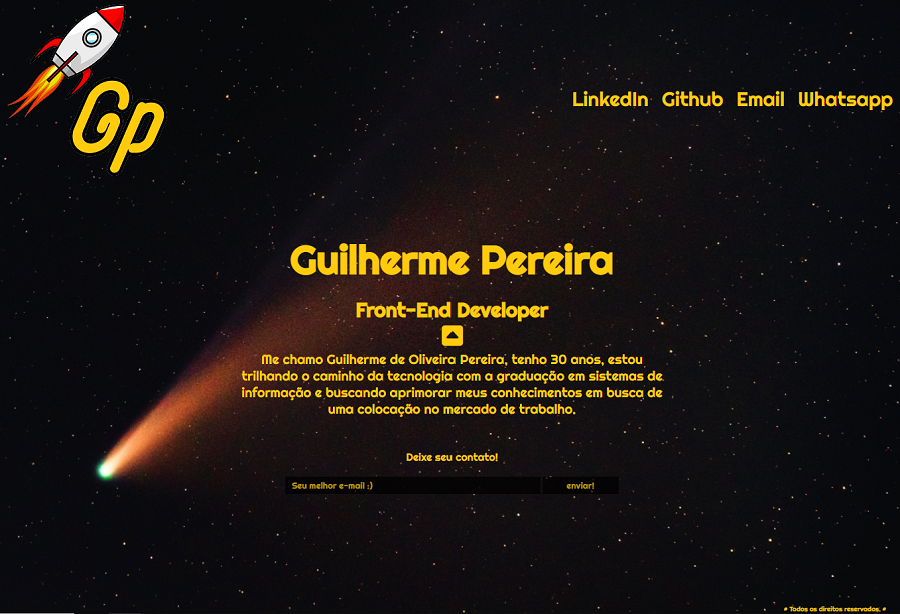 Gp
LinkedIn Github Email Whatsapp
Guilherme Pereira
Front-End Developer
Me chamo Guilherme de Oliveira Pereira, tenho 30 anos, estou
trilhando o caminho da tecnologia com a graduação em sistemas de
informação e buscando aprimorar meus conhecimentos em busca de
uma colocação no mercado de trabalho.
Deixe seu contato!
Seu melhor e-mail :) enviar!
# Todos os direitos reservados. #